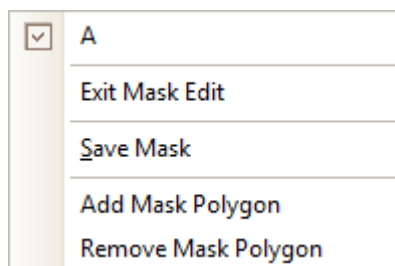 A
Exit Mask Edit
Save Mask
Add Mask Polygon
Remove Mask Polygon